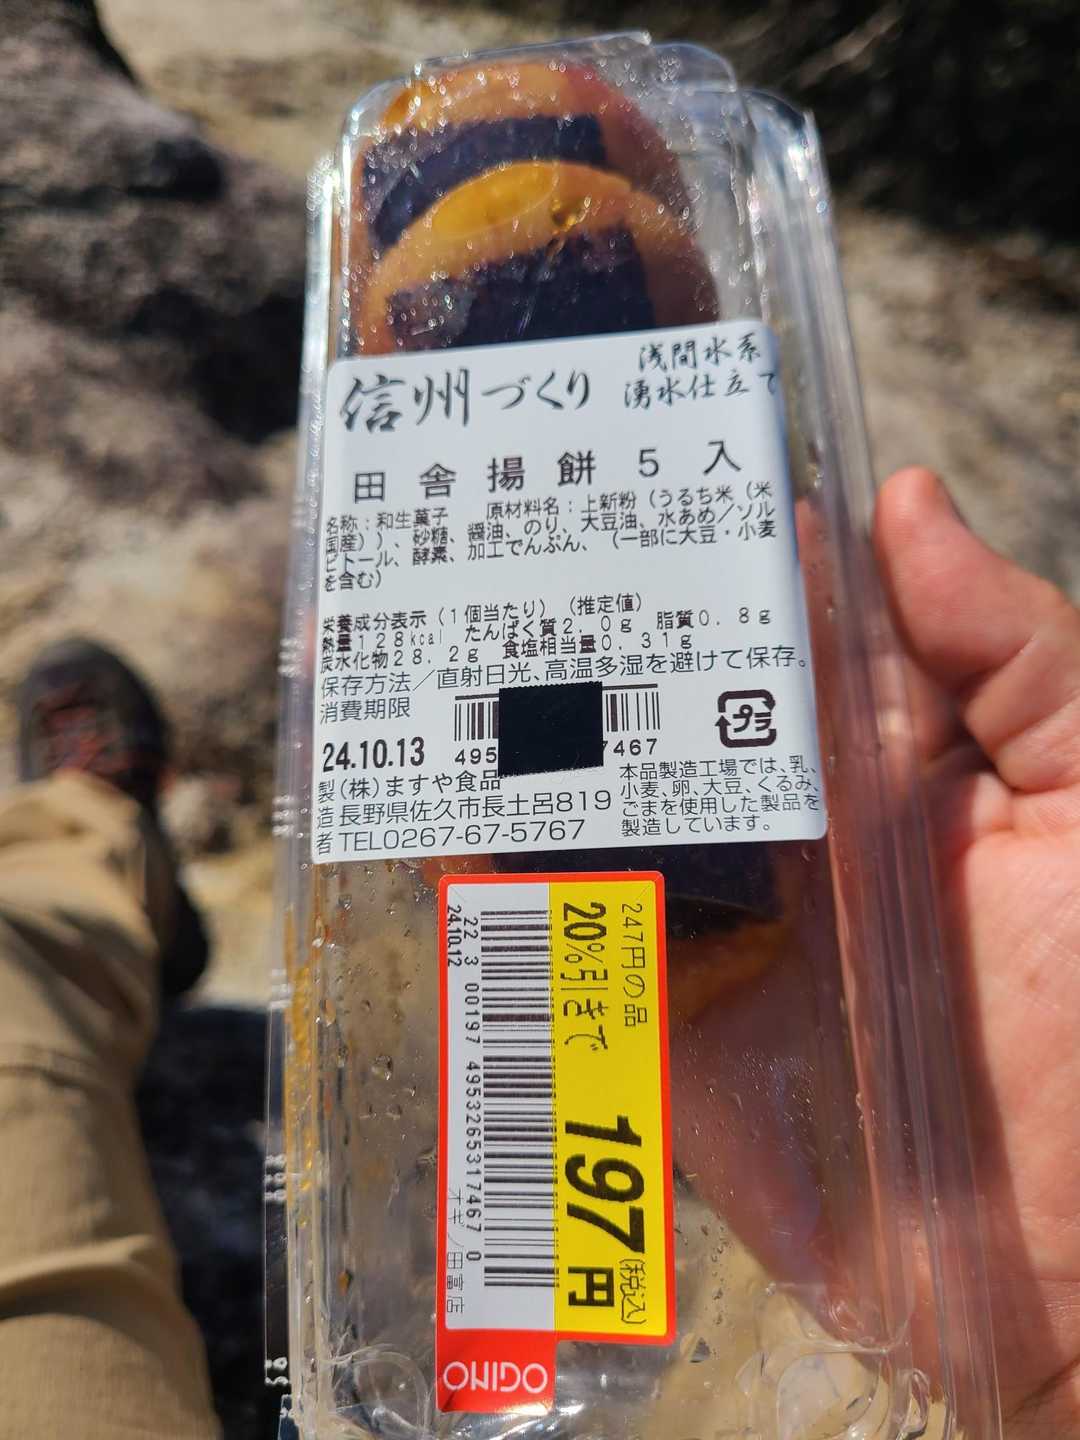 信州づくり
浅間水系
湧水仕立て
田舎揚餅 5入
名称：和生菓子 原材料名：上新粉（うるち米（米
国産））、砂糖、醤油、のり、大豆油、水あめ／ソル
ビトール、酵素、加工でんぷん、（一部に大豆・小麦
を含む）
栄養成分表示（1個当たり）（推定値）
熱量128kcal たんぱく質2.0g 脂質0.8g
炭水化物28.2g 食塩相当量0.31g
保存方法／直射日光、高温多湿を避けて保存。
消費期限
24.10.13
495
7467
プラ
製造者
(株)ますや食品
長野県佐久市長土呂819
TEL0267-67-5767
本品製造工場では、乳、
小麦、卵、大豆、くるみ、
ごまを使用した製品を
製造しています。
247円の品
20%引きで
197円(税込)
22 3 00197 4953265317467 0
24.10.12
オギノ田富店
OGINO